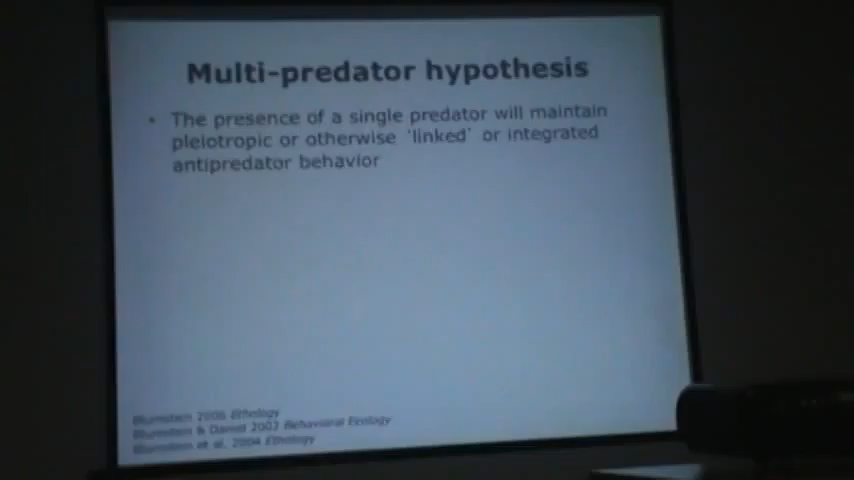 Multi-predator hypothesis
• The presence of a single predator will maintain
pleiotropic or otherwise 'linked' or integrated
antipredator behavior
Blumstein 2006 Ethology
Blumstein & Daniel 2002 Behavioral Ecology
Blumstein et al. 2004 Ethology